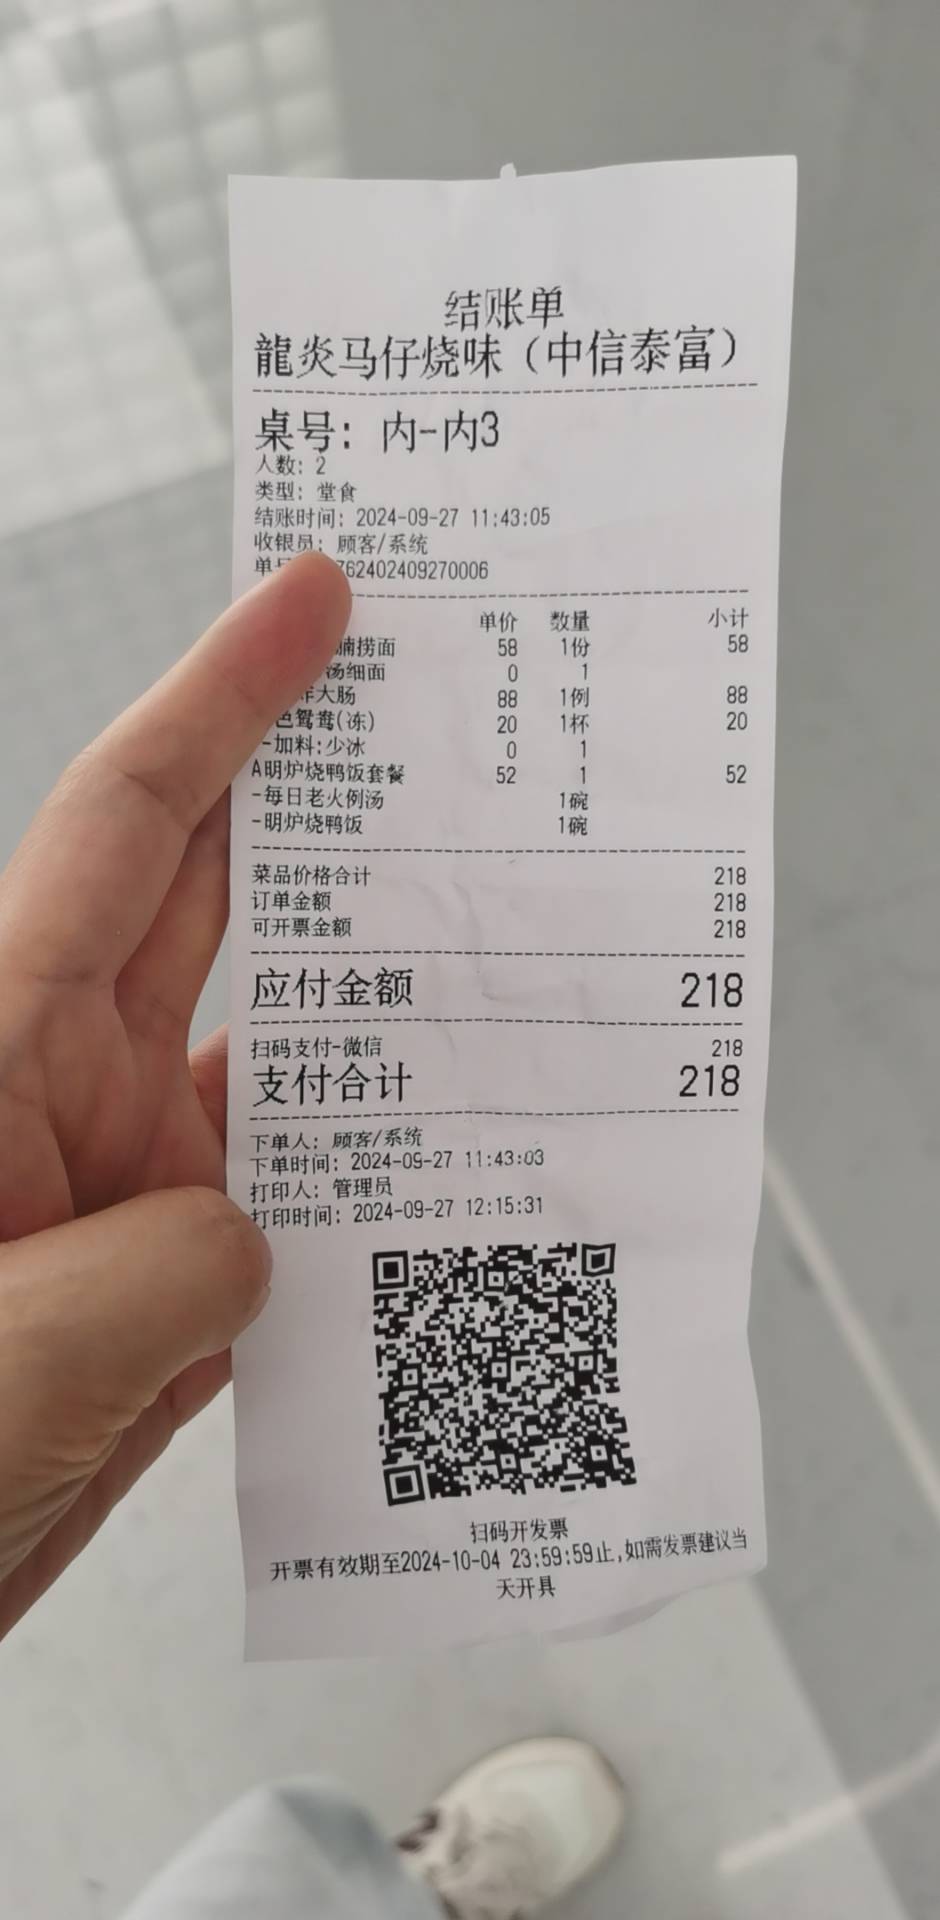 结账单
龍炎马仔烧味（中信泰富）
桌号: 内-内3
人数: 2
类型: 堂食
结账时间: 2024-09-27 11:43:05
收银员: 顾客/系统
单 762402409270006
单价 数量 小计
腩捞面 58 1份 58
汤细面 0 1
大肠 88 1例 88
色鸳鸯(冻) 20 1杯 20
-加料:少冰 0 1
A明炉烧鸭饭套餐 52 1 52
-每日老火例汤 1碗
-明炉烧鸭饭 1碗
菜品价格合计 218
订单金额 218
可开票金额 218
应付金额 218
扫码支付-微信 218
支付合计 218
下单人: 顾客/系统
下单时间: 2024-09-27 11:43:03
打印人: 管理员
打印时间: 2024-09-27 12:15:31
扫码开发票
开票有效期至2024-10-04 23:59:59止,如需发票建议当
天开具